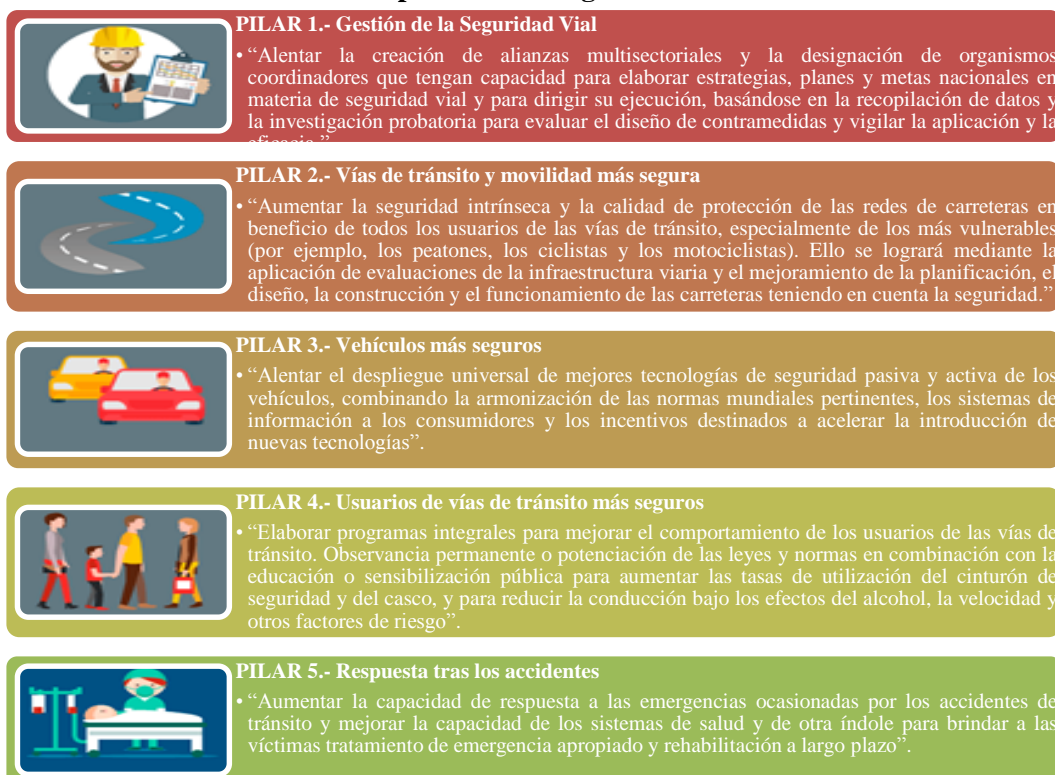 PILAR 1.- Gestión de la Seguridad Vial
• “Alentar la creación de alianzas multisectoriales y la designación de organismos
coordinadores que tengan capacidad para elaborar estrategias, planes y metas nacionales en
materia de seguridad vial y para dirigir su ejecución, basándose en la recopilación de datos y
la investigación probatoria para evaluar el diseño de contramedidas y vigilar la aplicación y la
PILAR 2.- Vías de tránsito y movilidad más segura
• “Aumentar la seguridad intrínseca y la calidad de protección de las redes de carreteras en
beneficio de todos los usuarios de las vías de tránsito, especialmente de los más vulnerables
(por ejemplo, los peatones, los ciclistas y los motociclistas). Ello se logrará mediante la
aplicación de evaluaciones de la infraestructura viaria y el mejoramiento de la planificación, el
diseño, la construcción y el funcionamiento de las carreteras teniendo en cuenta la seguridad.”
PILAR 3.- Vehículos más seguros
• “Alentar el despliegue universal de mejores tecnologías de seguridad pasiva y activa de los
vehículos, combinando la armonización de las normas mundiales pertinentes, los sistemas de
información a los consumidores y los incentivos destinados a acelerar la introducción de
nuevas tecnologías”.
PILAR 4.- Usuarios de vías de tránsito más seguros
• “Elaborar programas integrales para mejorar el comportamiento de los usuarios de las vías de
tránsito. Observancia permanente o potenciación de las leyes y normas en combinación con la
educación o sensibilización pública para aumentar las tasas de utilización del cinturón de
seguridad y del casco, y para reducir la conducción bajo los efectos del alcohol, la velocidad y
otros factores de riesgo”.
PILAR 5.- Respuesta tras los accidentes
• “Aumentar la capacidad de respuesta a las emergencias ocasionadas por los accidentes de
tránsito y mejorar la capacidad de los sistemas de salud y de otra índole para brindar a las
víctimas tratamiento de emergencia apropiado y rehabilitación a largo plazo”.